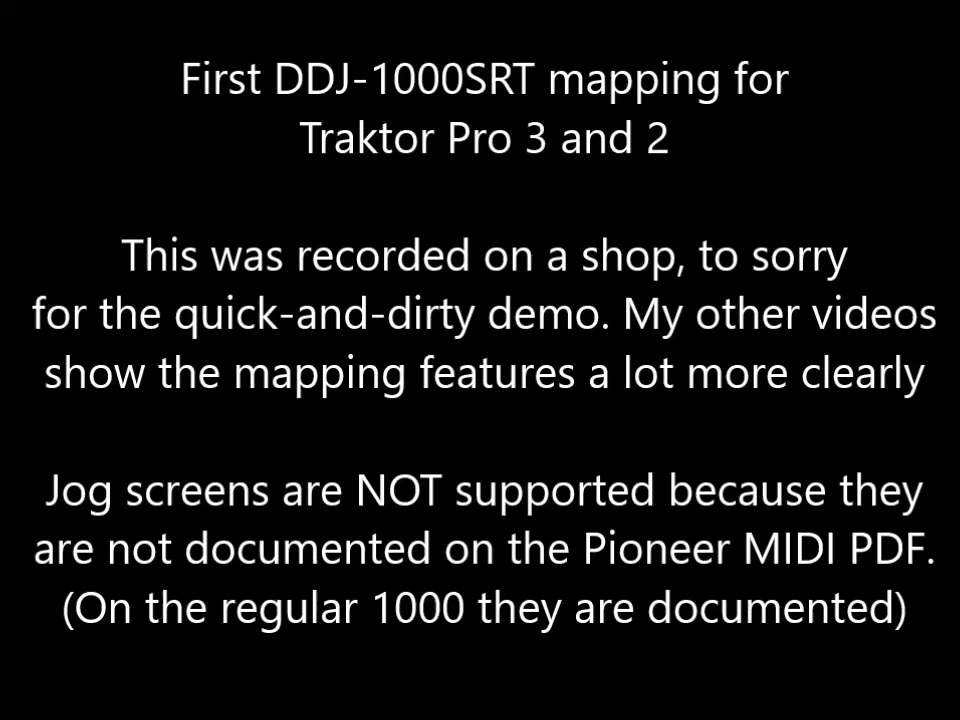 First DDJ-1000SRT mapping for
Traktor Pro 3 and 2
This was recorded on a shop, to sorry
for the quick-and-dirty demo. My other videos
show the mapping features a lot more clearly
Jog screens are NOT supported because they
are not documented on the Pioneer MIDI PDF.
(On the regular 1000 they are documented)